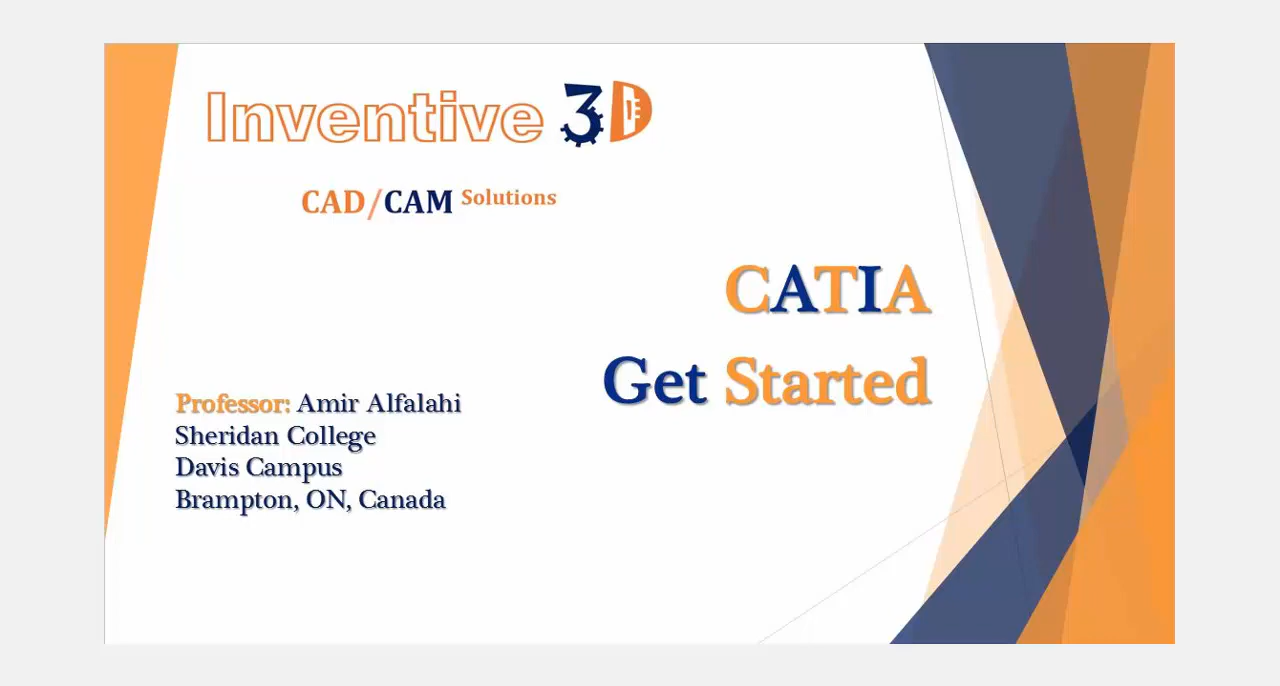 Inventive 3D
CAD/CAM Solutions
CATIA
Get Started
Professor: Amir Alfalahi
Sheridan College
Davis Campus
Brampton, ON, Canada